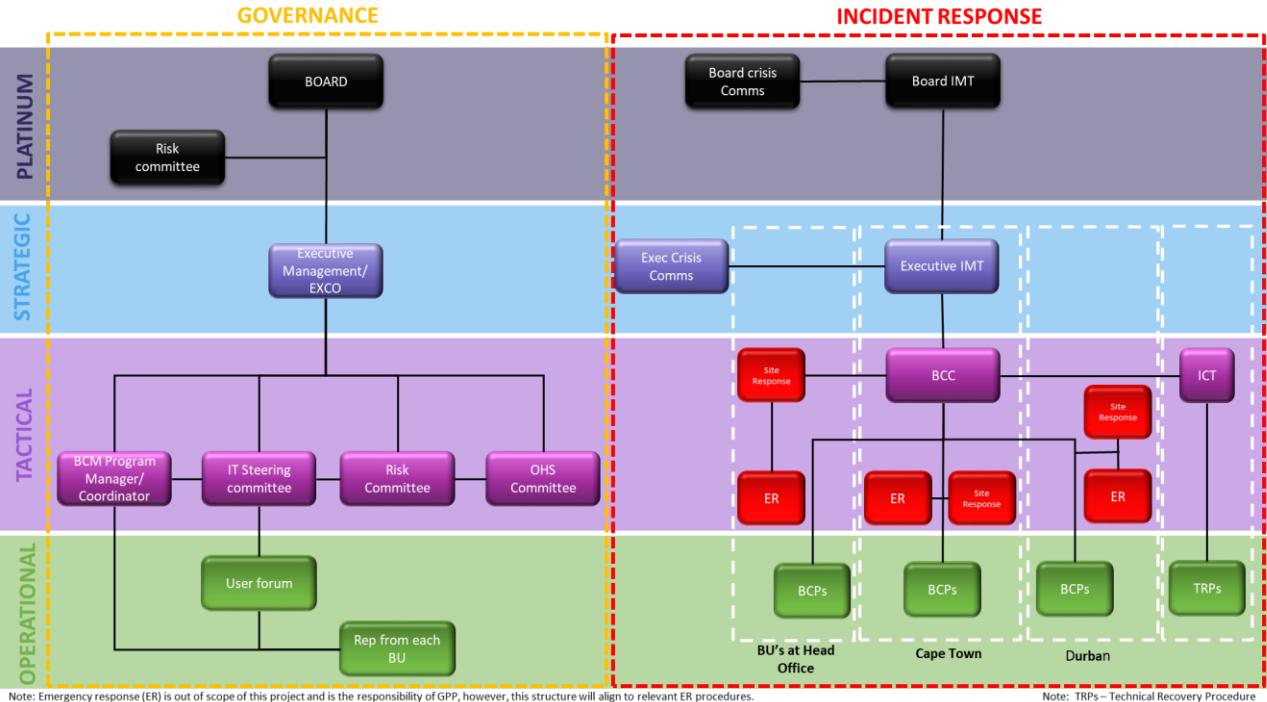 GOVERNANCE
INCIDENT RESPONSE
PLATINUM
BOARD
Risk
committee
Board crisis
Comms
Board IMT
STRATEGIC
Executive
Management/
EXCO
Exec Crisis
Comms
Executive IMT
TACTICAL
BCM Program
Manager/
Coordinator
IT Steering
committee
Risk
Committee
OHS
Committee
Site
Response
BCC
ICT
Site
Response
ER
ER
Site
Response
ER
OPERATIONAL
User forum
Rep from each
BU
BCPs
BCPs
BCPs
TRPs
BU's at Head
Office
Cape Town
Durban
Note: Emergency response (ER) is out of scope of this project and is the responsibility of GPP, however, this structure will align to relevant ER procedures.
Note: TRPs – Technical Recovery Procedure